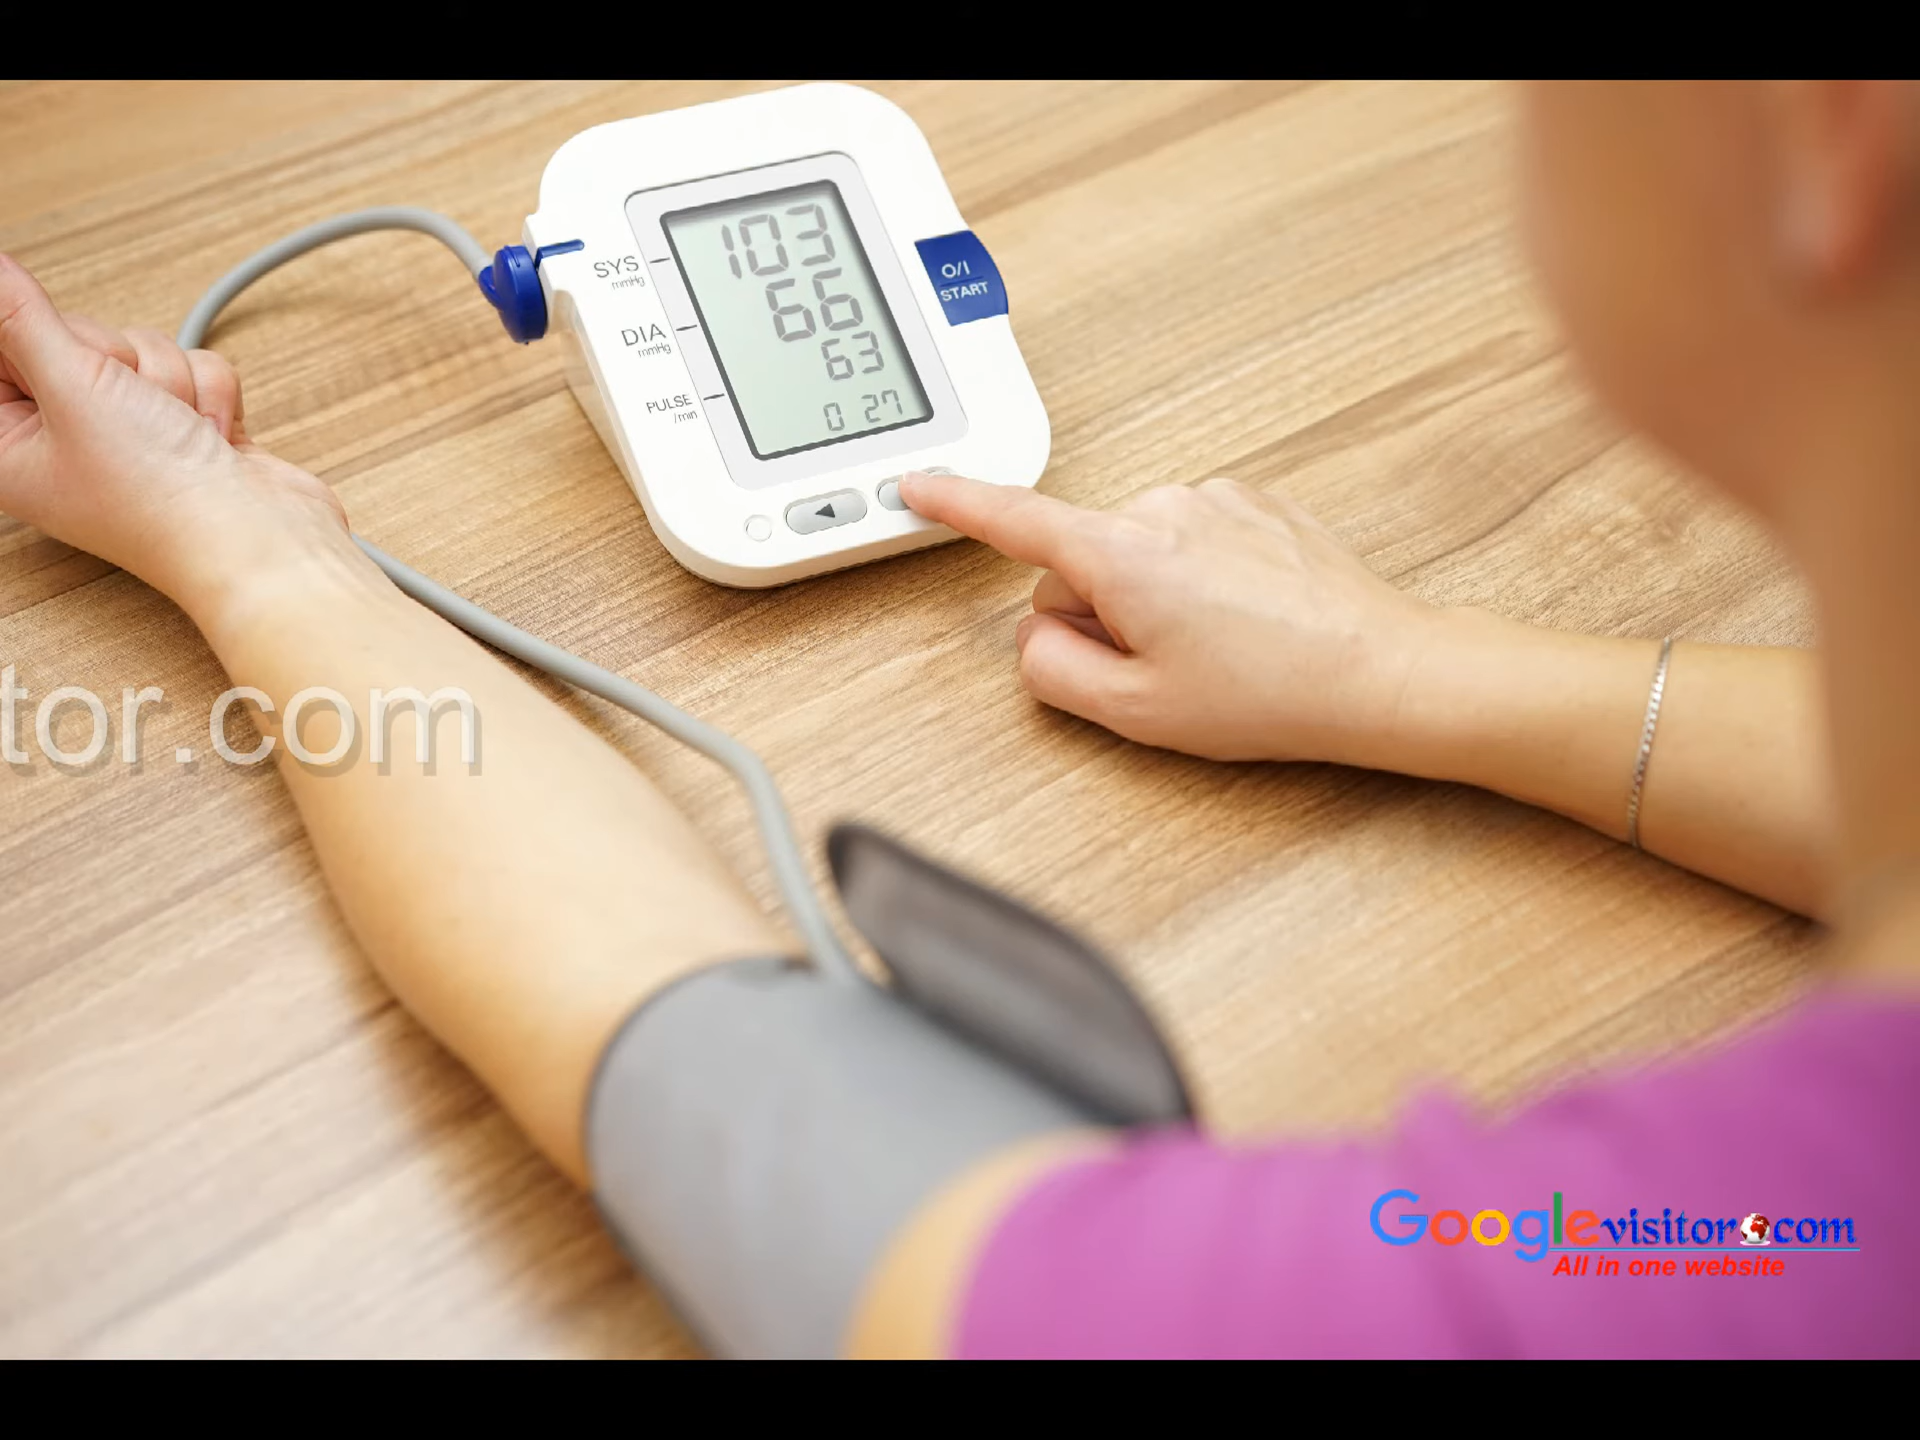 103
SYS
mmHg
66
DIA
mmHg
63
PULSE
/min
0 27
O/I
START
tor.com
Googlevisitor.com
All in one website